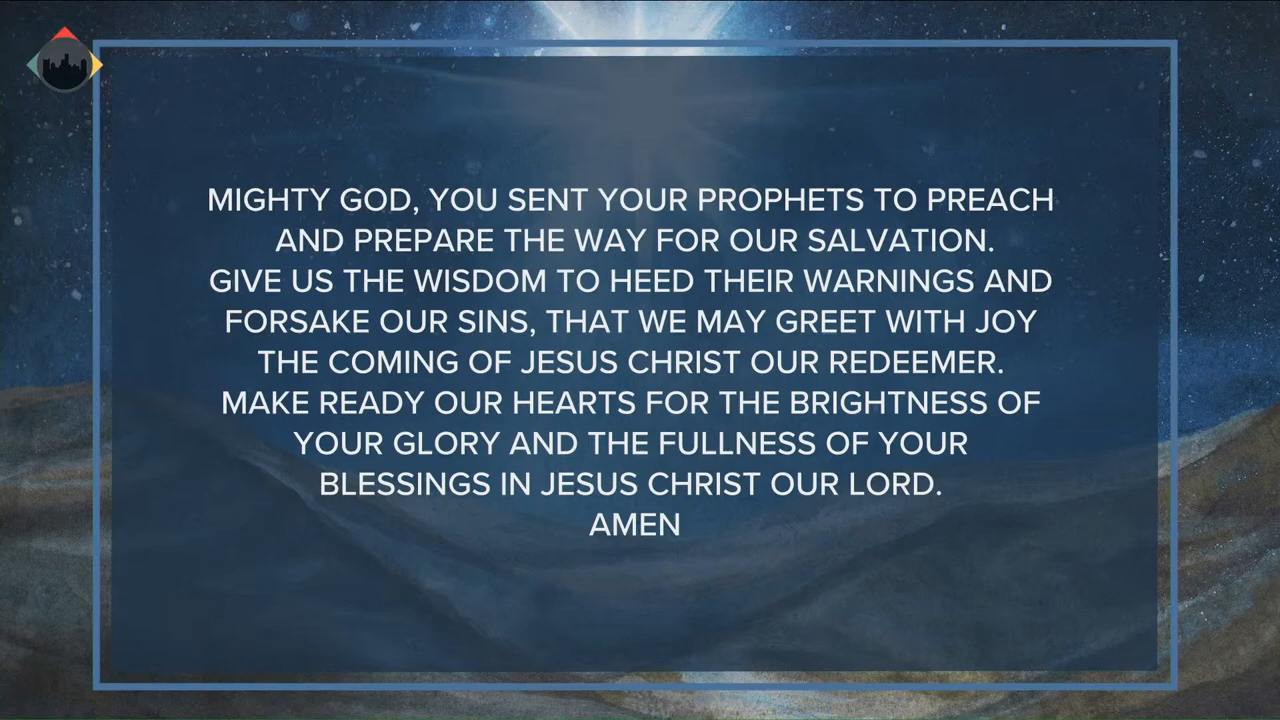 MIGHTY GOD, YOU SENT YOUR PROPHETS TO PREACH
AND PREPARE THE WAY FOR OUR SALVATION.
GIVE US THE WISDOM TO HEED THEIR WARNINGS AND
FORSAKE OUR SINS, THAT WE MAY GREET WITH JOY
THE COMING OF JESUS CHRIST OUR REDEEMER.
MAKE READY OUR HEARTS FOR THE BRIGHTNESS OF
YOUR GLORY AND THE FULLNESS OF YOUR
BLESSINGS IN JESUS CHRIST OUR LORD.
AMEN